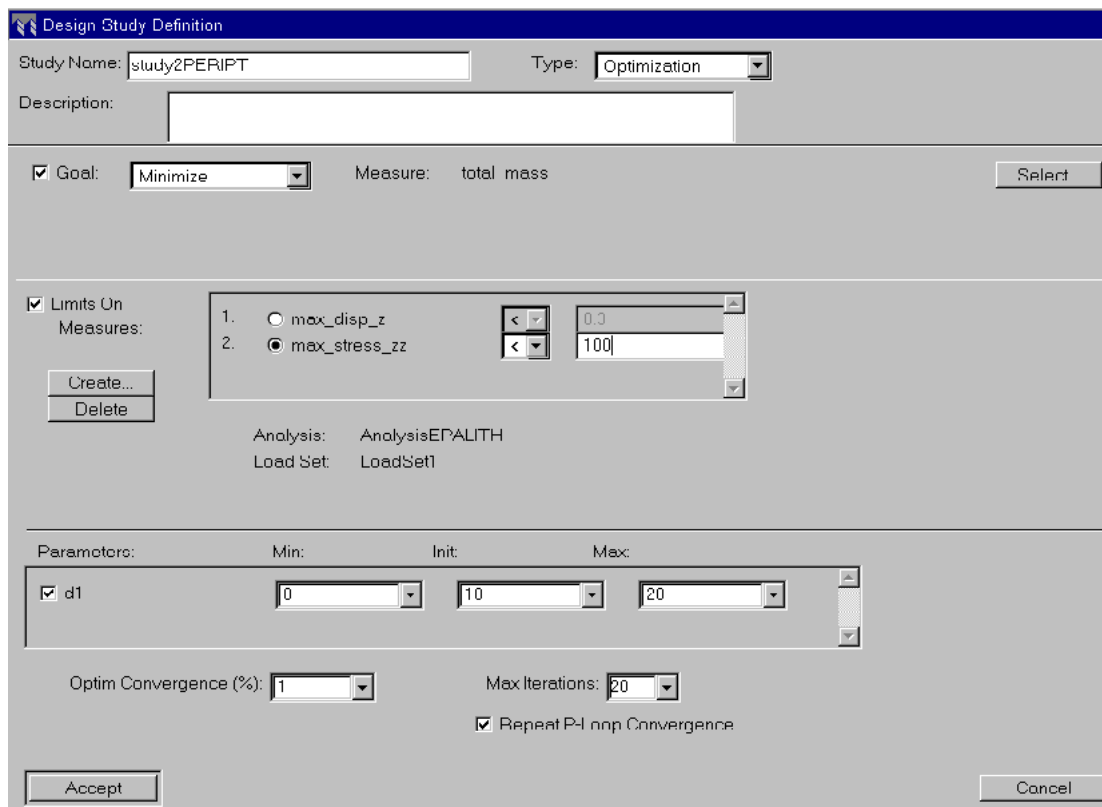 Design Study Definition
Study Name: study2PERIPT Type: Optimization
Description:
Goal: Minimize Measure: total mass Select
Limits On
Measures:
1. max_disp_z < 0.0
2. max_stress_zz < 100
Create...
Delete
Analysis: AnalysisEPALITH
Load Set: LoadSet1
Parameters: Min: Init: Max:
d1 0 10 20
Optim Convergence (%): 1 Max Iterations: 20
Repeat P-Loop Convergence
Accept Cancel